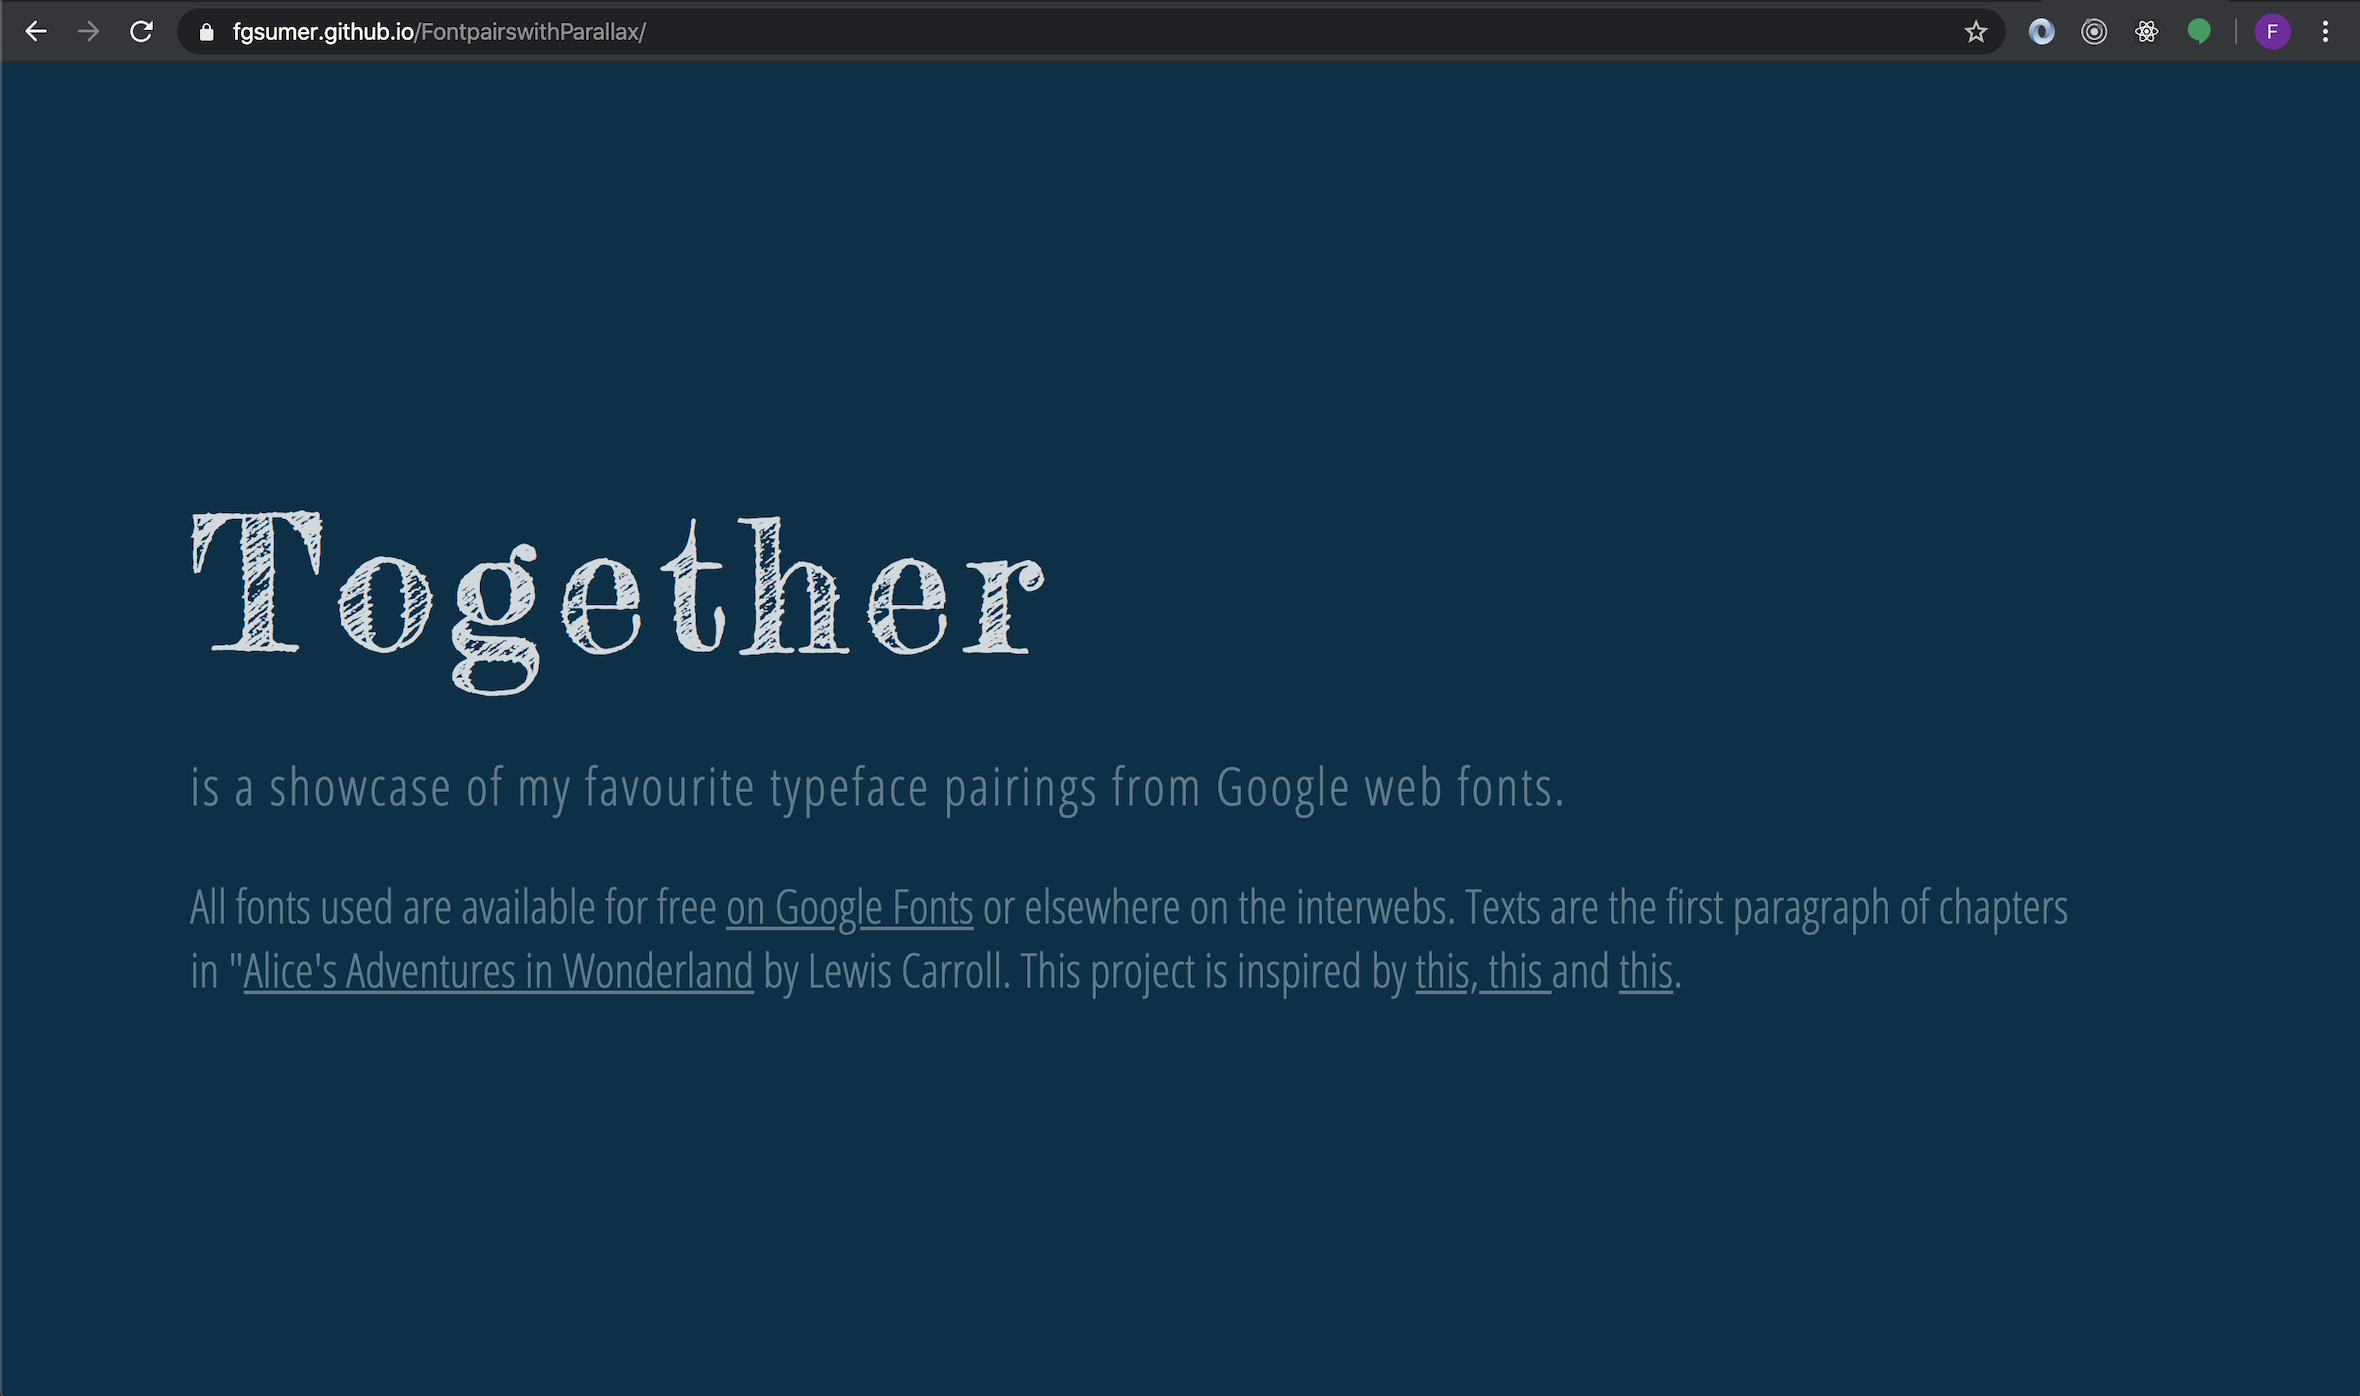 fgsumer.github.io/FontpairswithParallax/
F
Together
is a showcase of my favourite typeface pairings from Google web fonts.
All fonts used are available for free on Google Fonts or elsewhere on the interwebs. Texts are the first paragraph of chapters
in "Alice's Adventures in Wonderland by Lewis Carroll. This project is inspired by this, this and this.